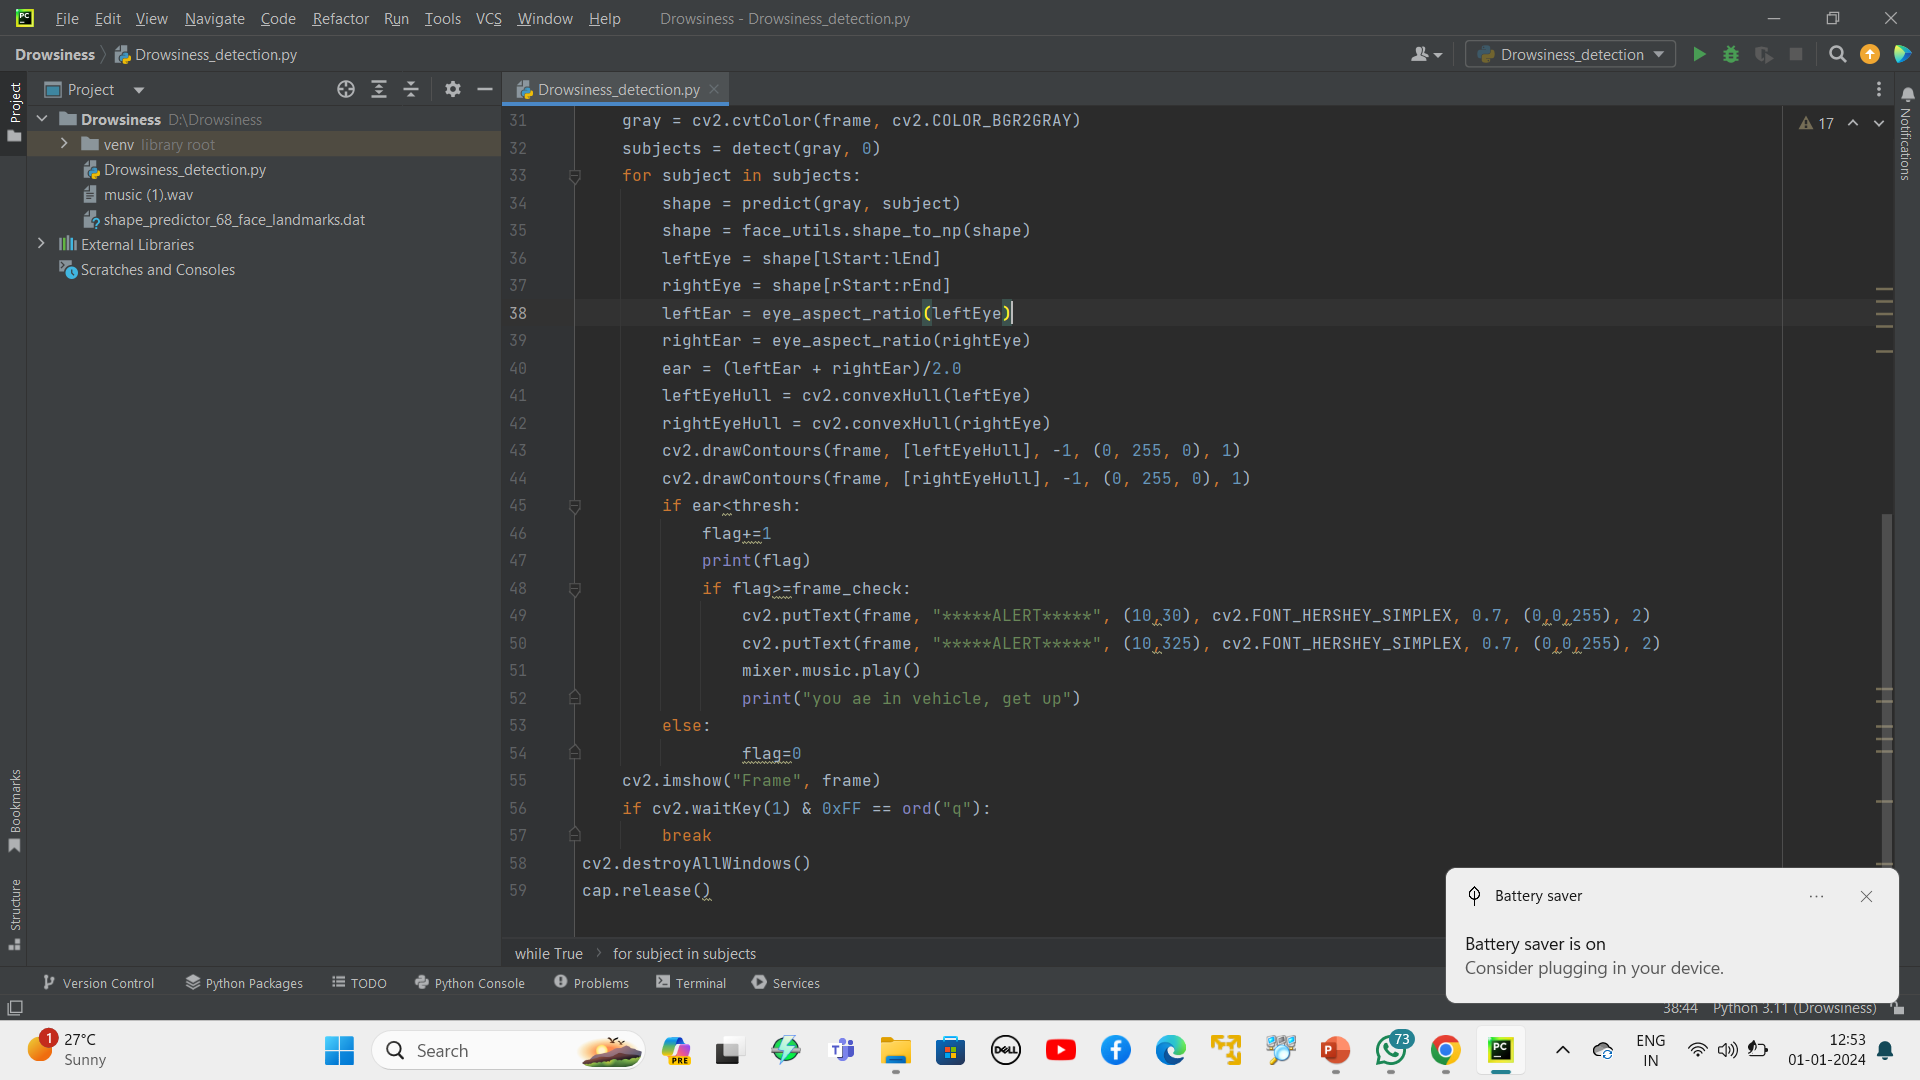 File Edit View Navigate Code Refactor Run Tools VCS Window Help Drowsiness - Drowsiness_detection.py
Drowsiness Drowsiness_detection.py
Drowsiness_detection
Project
Project
Drowsiness D:\Drowsiness
venv library root
Drowsiness_detection.py
music (1).wav
shape_predictor_68_face_landmarks.dat
External Libraries
Scratches and Consoles
Bookmarks
Structure
Drowsiness_detection.py
17
Notifications
31 gray = cv2.cvtColor(frame, cv2.COLOR_BGR2GRAY)
32 subjects = detect(gray, 0)
33 for subject in subjects:
34 shape = predict(gray, subject)
35 shape = face_utils.shape_to_np(shape)
36 leftEye = shape[lStart:lEnd]
37 rightEye = shape[rStart:rEnd]
38 leftEar = eye_aspect_ratio(leftEye)
39 rightEar = eye_aspect_ratio(rightEye)
40 ear = (leftEar + rightEar)/2.0
41 leftEyeHull = cv2.convexHull(leftEye)
42 rightEyeHull = cv2.convexHull(rightEye)
43 cv2.drawContours(frame, [leftEyeHull], -1, (0, 255, 0), 1)
44 cv2.drawContours(frame, [rightEyeHull], -1, (0, 255, 0), 1)
45 if ear<thresh:
46 flag+=1
47 print(flag)
48 if flag>=frame_check:
49 cv2.putText(frame, "*****ALERT*****", (10,30), cv2.FONT_HERSHEY_SIMPLEX, 0.7, (0,0,255), 2)
50 cv2.putText(frame, "*****ALERT*****", (10,325), cv2.FONT_HERSHEY_SIMPLEX, 0.7, (0,0,255), 2)
51 mixer.music.play()
52 print("you ae in vehicle, get up")
53 else:
54 flag=0
55 cv2.imshow("Frame", frame)
56 if cv2.waitKey(1) & 0xFF == ord("q"):
57 break
58 cv2.destroyAllWindows()
59 cap.release()
while True for subject in subjects
Battery saver
Battery saver is on
Consider plugging in your device.
Version Control Python Packages TODO Python Console Problems Terminal Services
38:44 Python 3.11 (Drowsiness)
1 27°C
Sunny
Search
PRE
DELL
73
ENG
IN
12:53
01-01-2024